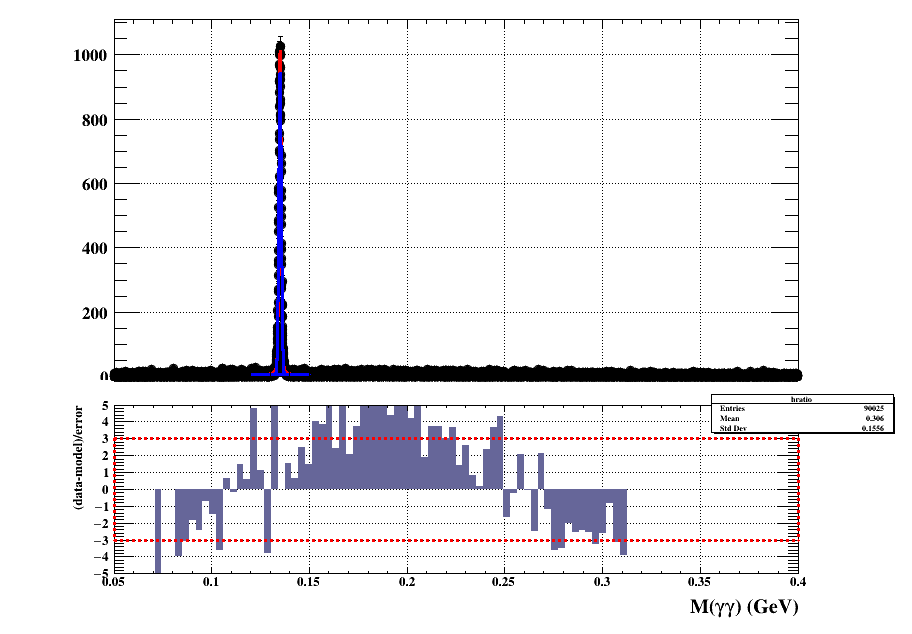 1000
800
600
400
200
0
hratio
Entries 90025
Mean 0.306
Std Dev 0.1556
(data-model)/error
5
4
3
2
1
0
−1
−2
−3
−4
−5
0.05 0.1 0.15 0.2 0.25 0.3 0.35 0.4
M(γγ) (GeV)